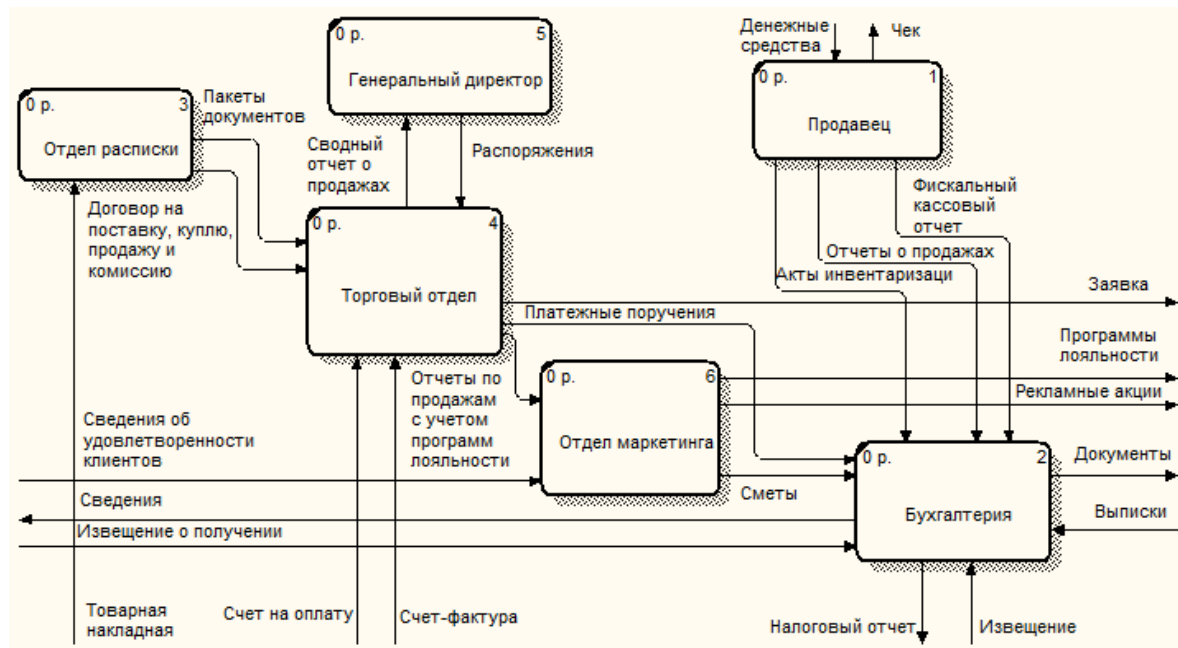 0 р. 5
Генеральный директор
Денежные
средства
Чек
0 р. 1
Продавец
0 р. 3
Отдел расписки
Пакеты
документов
Сводный
отчет о
продажах
Распоряжения
Договор на
поставку, куплю,
продажу и
комиссию
0 р. 4
Торговый отдел
Фискальный
кассовый
отчет
Отчеты о продажах
Акты инвентаризаци
Заявка
Платежные поручения
Программы
лояльности
Рекламные акции
Отчеты по
продажам
с учетом
программ
лояльности
0 р. 6
Отдел маркетинга
Сведения об
удовлетворенности
клиентов
Сметы
0 р. 2
Бухгалтерия
Документы
Выписки
Сведения
Извещение о получении
Товарная
накладная
Счет на оплату
Счет-фактура
Налоговый отчет
Извещение